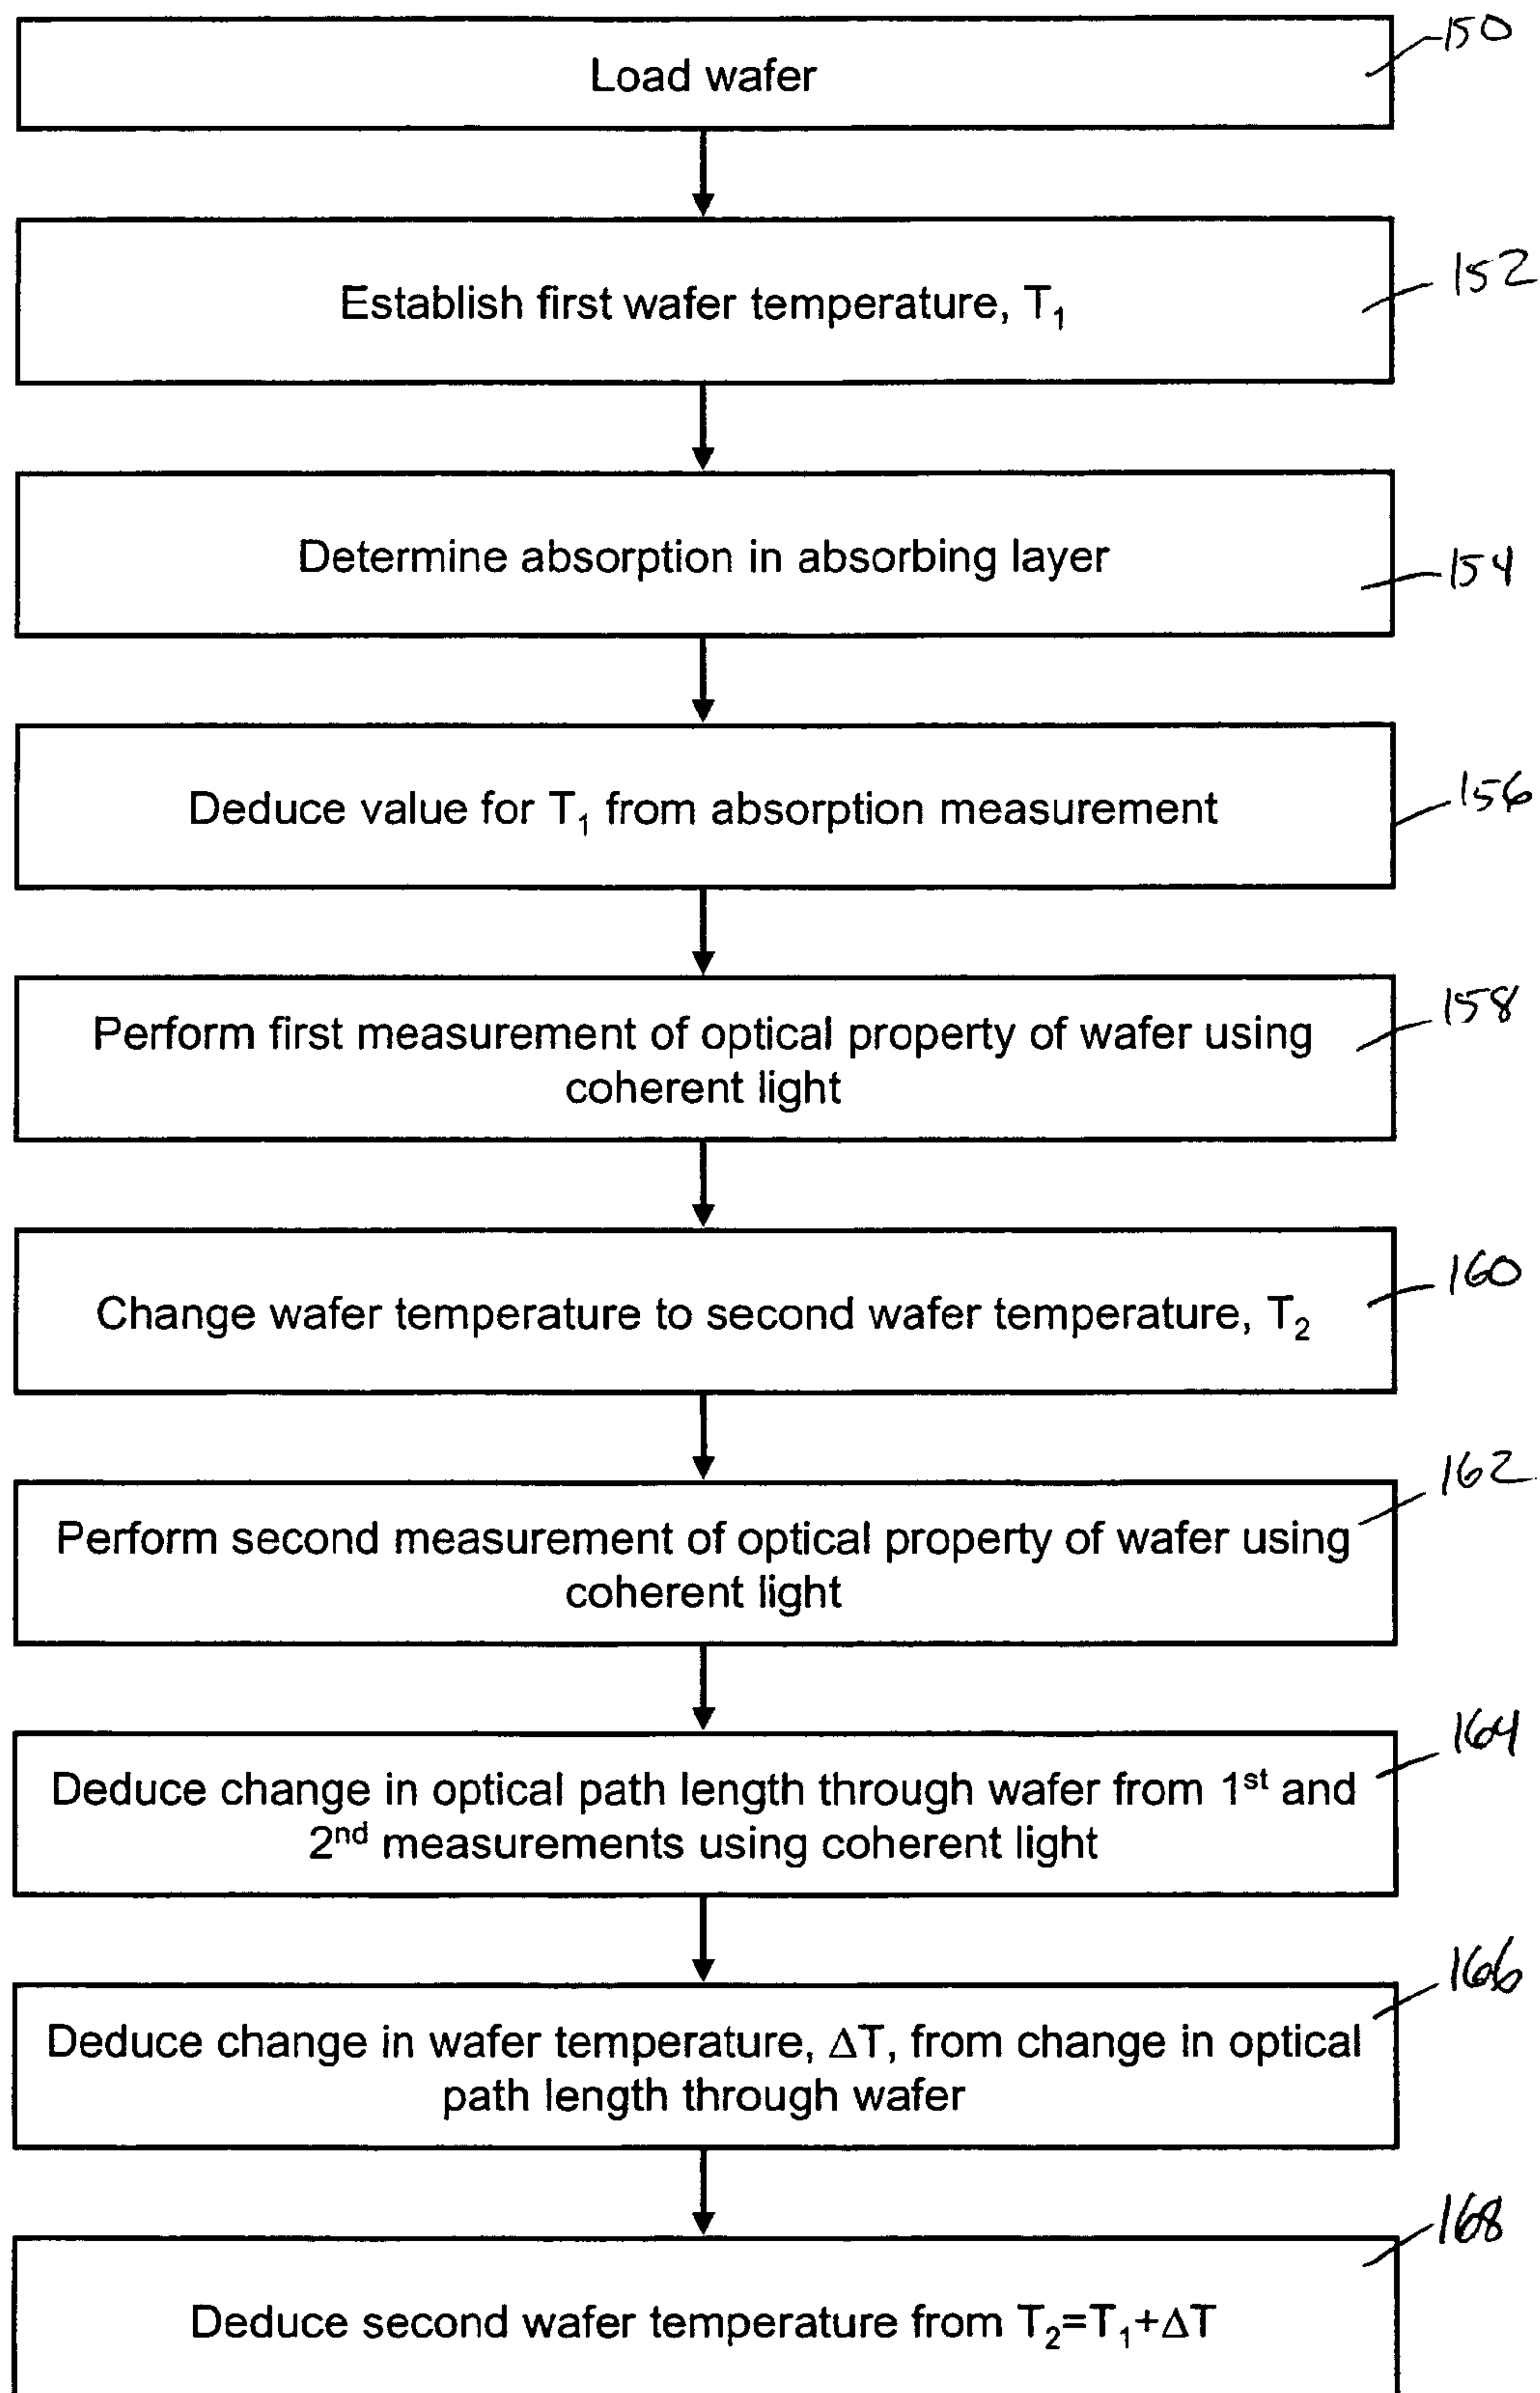 Load wafer
150
Establish first wafer temperature, T₁
152
Determine absorption in absorbing layer
154
Deduce value for T₁ from absorption measurement
156
Perform first measurement of optical property of wafer using
coherent light
158
Change wafer temperature to second wafer temperature, T₂
160
Perform second measurement of optical property of wafer using
coherent light
162
Deduce change in optical path length through wafer from 1ˢᵗ and
2ⁿᵈ measurements using coherent light
164
Deduce change in wafer temperature, ΔT, from change in optical
path length through wafer
166
Deduce second wafer temperature from T₂=T₁+ΔT
168